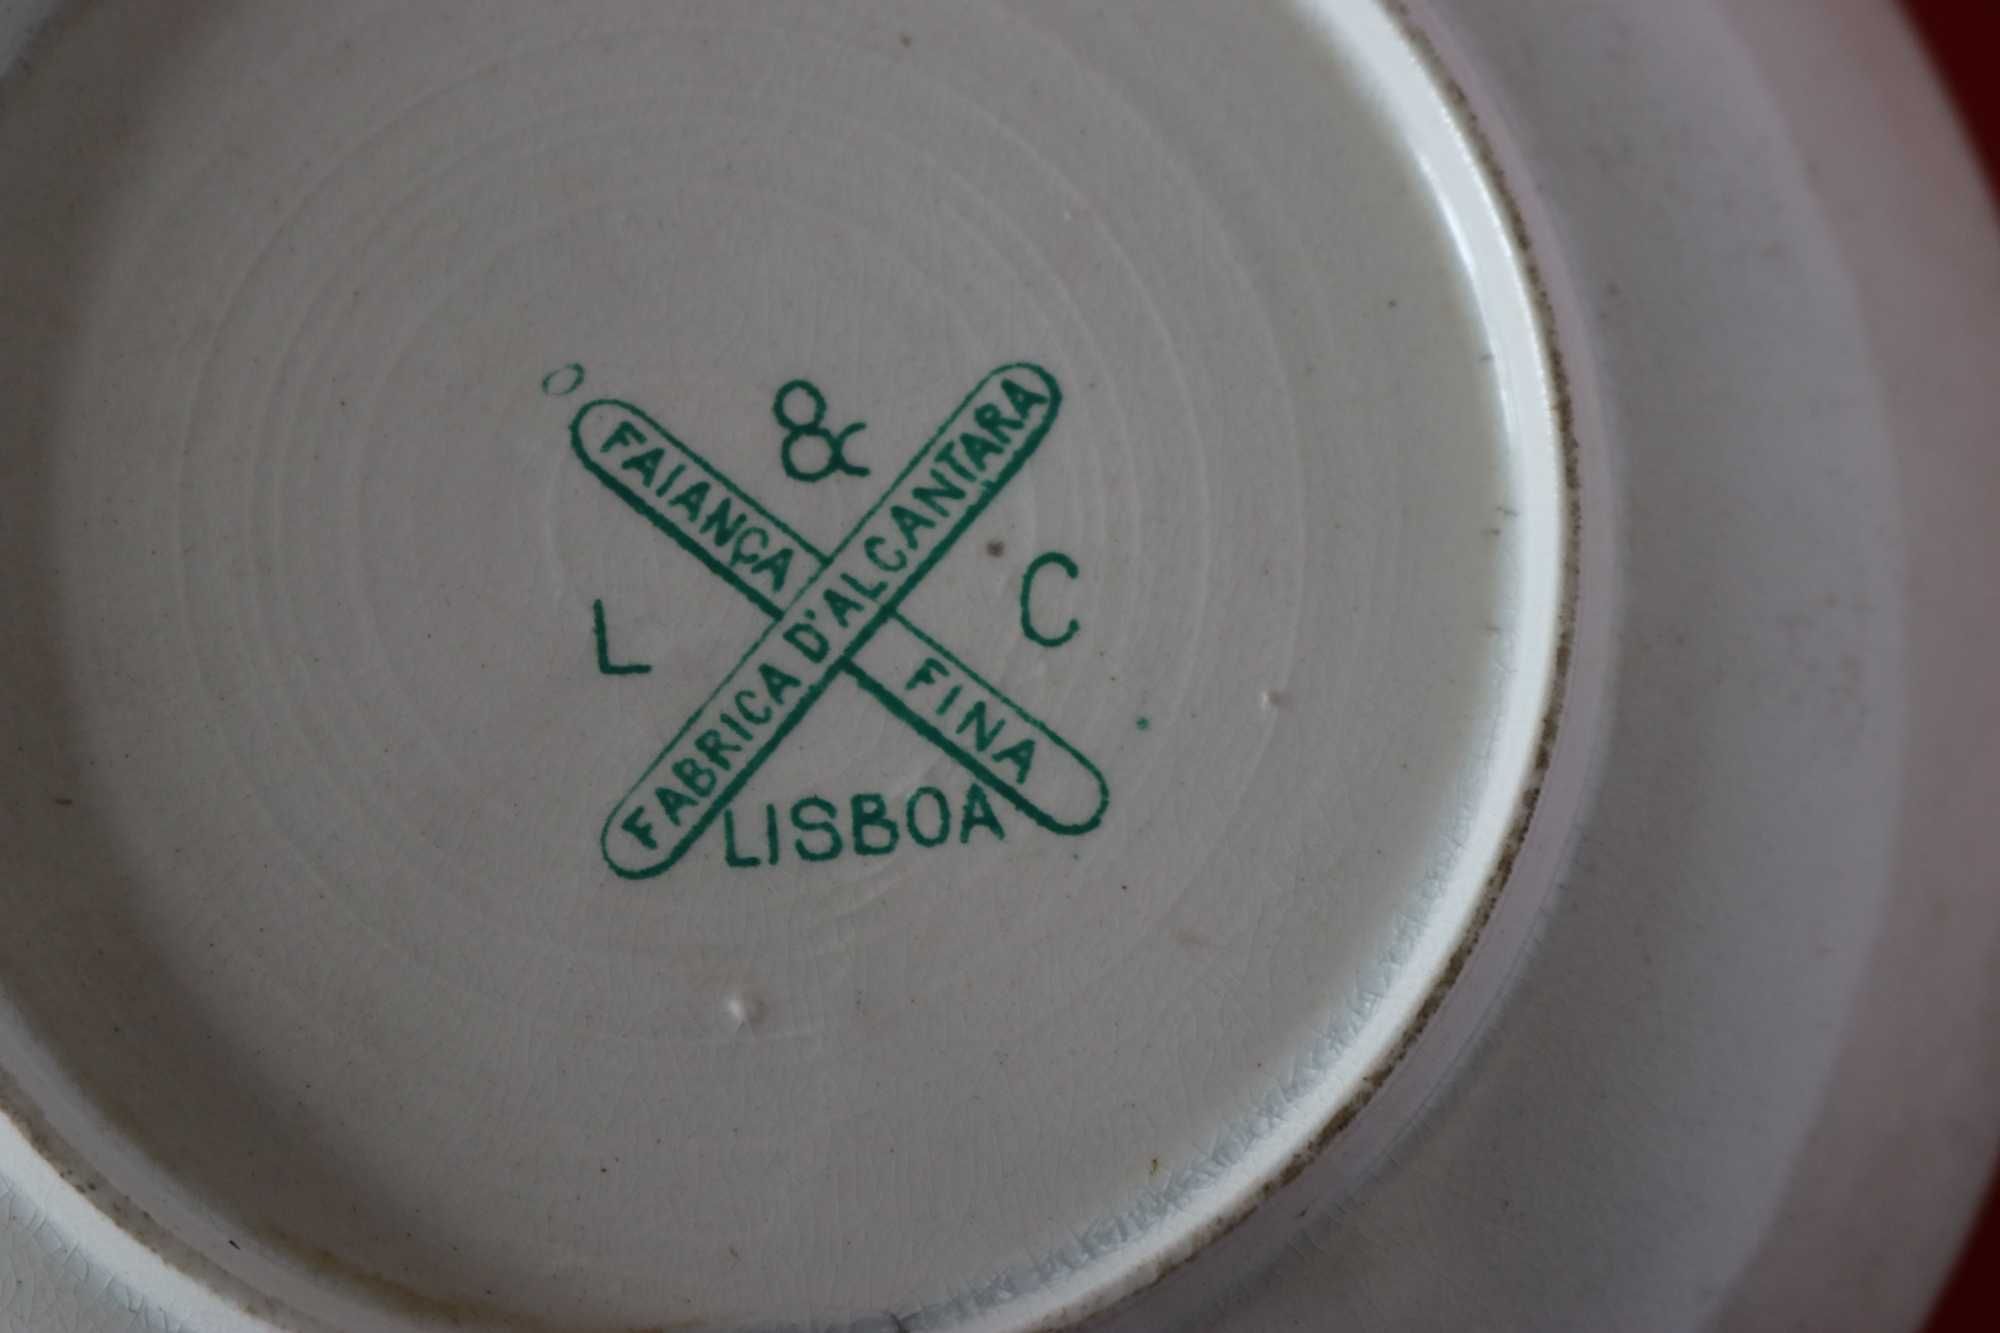 &
FAIANÇA FINA
FABRICA D'ALCANTARA
L C
LISBOA